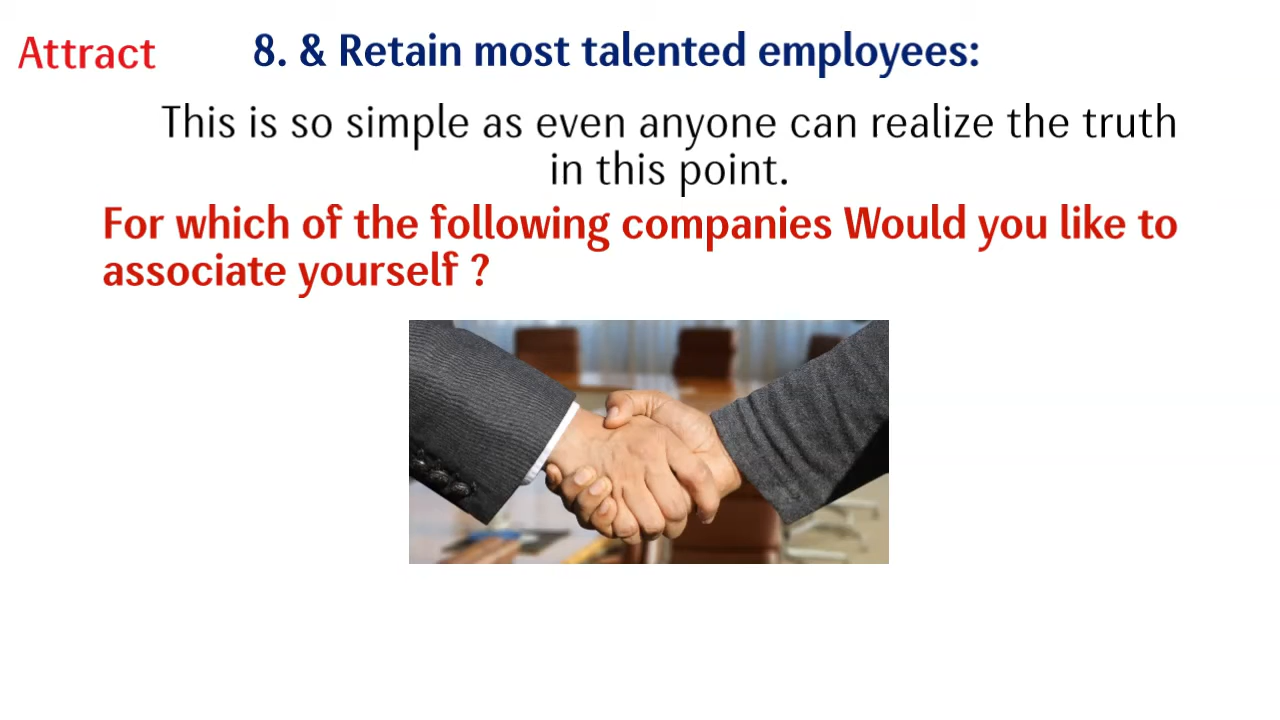 Attract 8. & Retain most talented employees:
This is so simple as even anyone can realize the truth
in this point.
For which of the following companies Would you like to
associate yourself ?